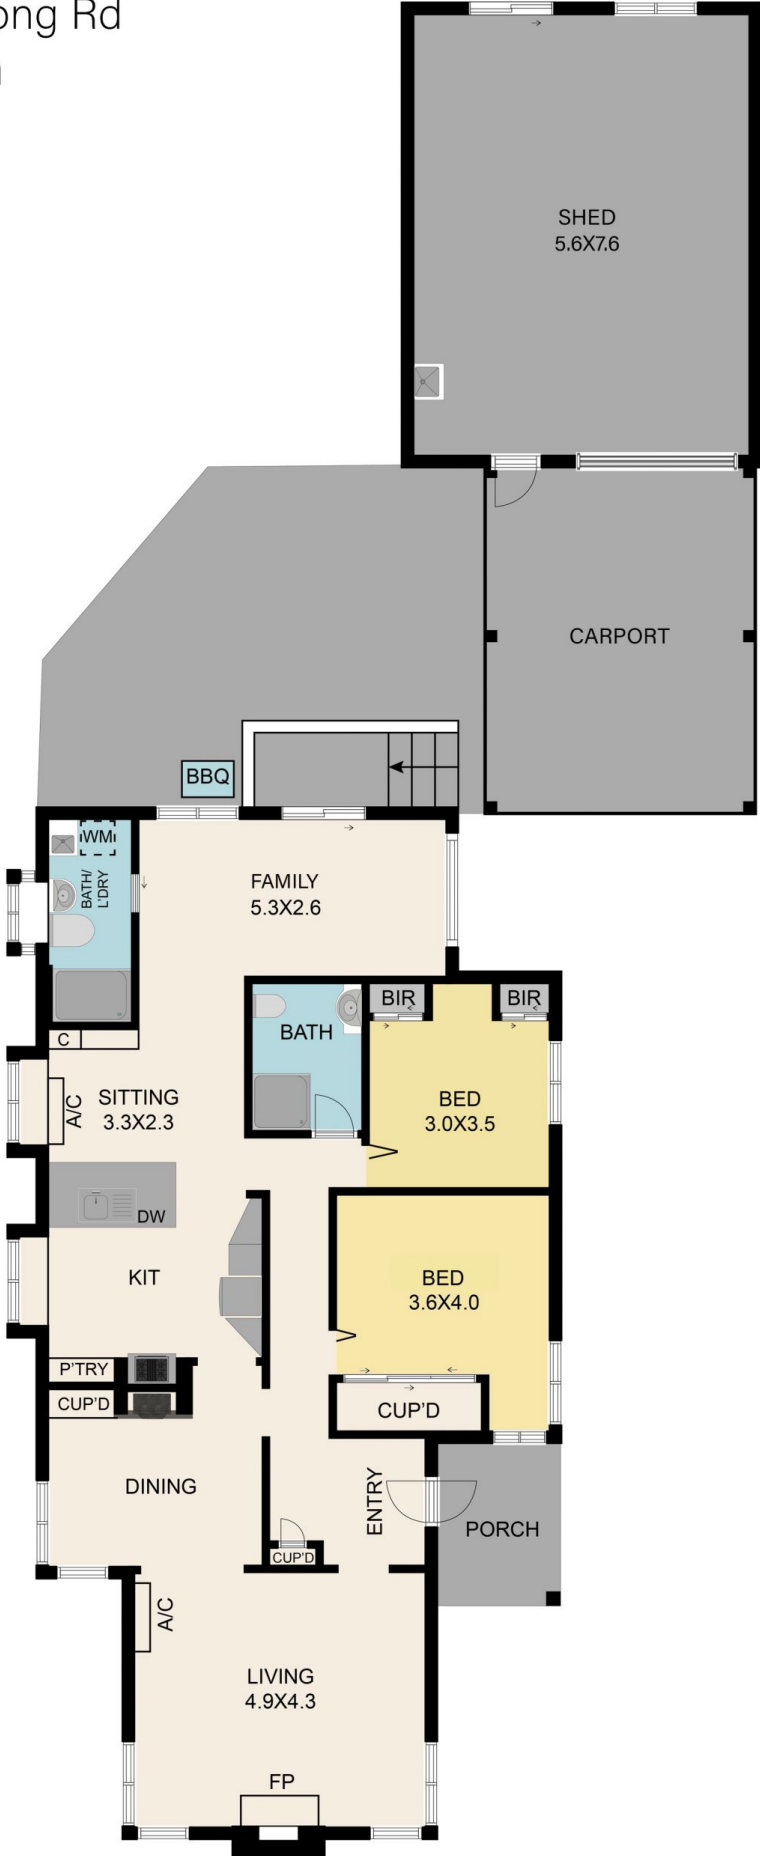 ong Rd
SHED
5.6X7.6
CARPORT
BBQ
WM
BATH/
L'DRY
FAMILY
5.3X2.6
BIR
BIR
BATH
C
SITTING
3.3X2.3
A/C
BED
3.0X3.5
DW
KIT
BED
3.6X4.0
P'TRY
CUP'D
CUP'D
DINING
ENTRY
PORCH
CUP'D
A/C
LIVING
4.9X4.3
FP